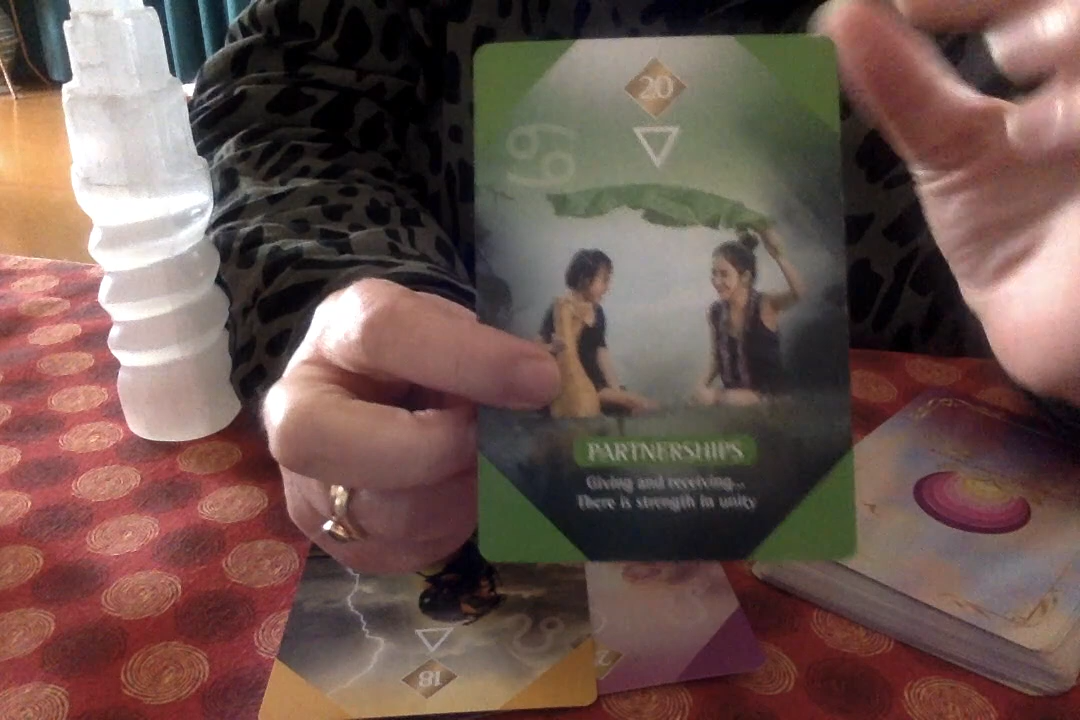 20
PARTNERSHIPS
Giving and receiving...
There is strength in unity
18